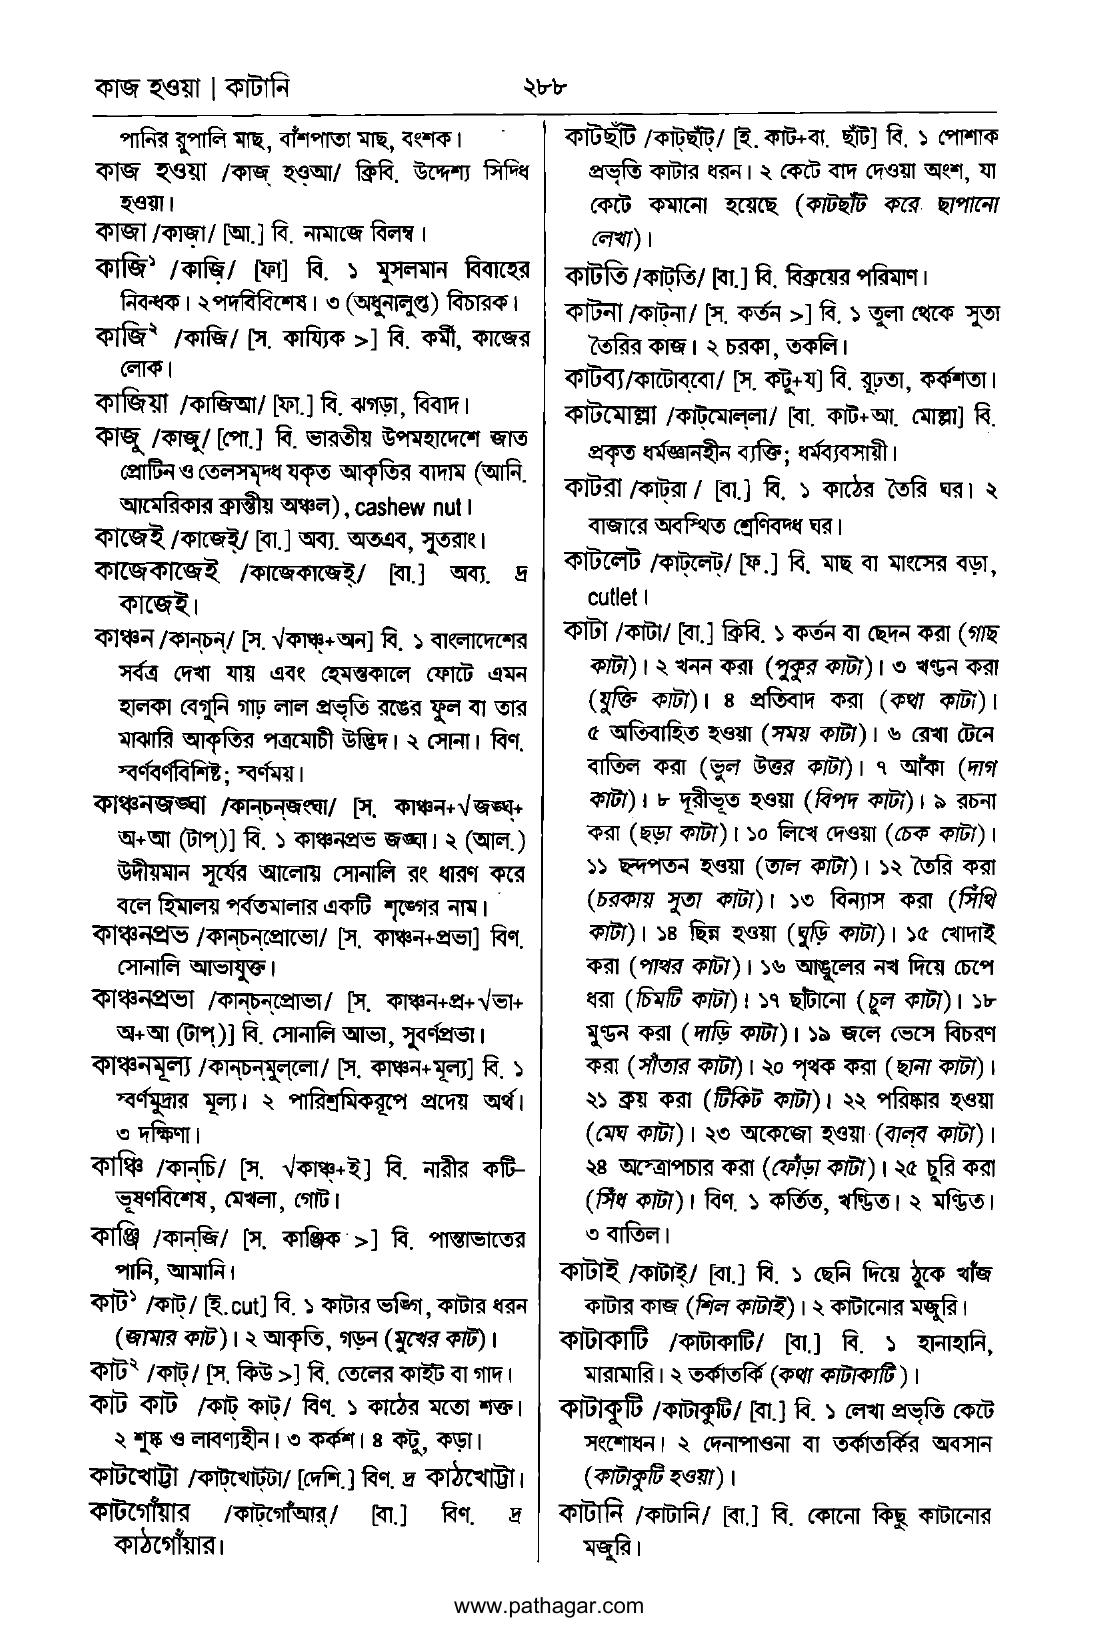 কাজ হওয়া | কাটানি
২৮৮
পানির রুপালি মাছ, বাঁশপাতা মাছ, বংশক।
কাজ হওয়া /কাজ্ হওআ/ ক্রিবি. উদ্দেশ্য সিদ্ধি
হওয়া।
কাজা /কাজ়া/ [আ.] বি. নামাজে বিলম্ব।
কাজি১ /কাজ়ি/ [ফা] বি. ১ মুসলমান বিবাহের
নিবন্ধক। ২ পদবিবিশেষ। ৩ (অধুনালুপ্ত) বিচারক।
কাজি২ /কাজি/ [স. কায্যিক >] বি. কর্মী, কাজের
লোক।
কাজিয়া /কাজিআ/ [ফা.] বি. ঝগড়া, বিবাদ।
কাজু /কাজু/ [পো.] বি. ভারতীয় উপমহাদেশে জাত
প্রোটিন ও তেলসমৃদ্ধ যকৃত আকৃতির বাদাম (আনি.
আমেরিকার ক্রান্তীয় অঞ্চল), cashew nut।
কাজেই /কাজেই্/ [বা.] অব্য. অতএব, সুতরাং।
কাজেকাজেই /কাজেকাজেই্/ [বা.] অব্য. দ্র
কাজেই।
কাঞ্চন /কান্‌চন্/ [স. √কাঞ্চ্+অন] বি. ১ বাংলাদেশের
সর্বত্র দেখা যায় এবং হেমন্তকালে ফোটে এমন
হালকা বেগুনি গাঢ় লাল প্রভৃতি রঙের ফুল বা তার
মাঝারি আকৃতির পত্রমোচী উদ্ভিদ। ২ সোনা। বিণ.
স্বর্ণবর্ণবিশিষ্ট; স্বর্ণময়।
কাঞ্চনজঙ্ঘা /কান্‌চনজংঘা/ [স. কাঞ্চন+√জঙ্ঘ্+
অ+আ (টাপ্)] বি. ১ কাঞ্চনপ্রভ জঙ্ঘা। ২ (আল.)
উদীয়মান সূর্যের আলোয় সোনালি রং ধারণ করে
বলে হিমালয় পর্বতমালার একটি শৃঙ্গের নাম।
কাঞ্চনপ্রভ /কান্‌চন্‌প্রোভো/ [স. কাঞ্চন+প্রভা] বিণ.
সোনালি আভাযুক্ত।
কাঞ্চনপ্রভা /কান্‌চন্‌প্রোভা/ [স. কাঞ্চন+প্র+√ভা+
অ+আ (টাপ্)] বি. সোনালি আভা, সুবর্ণপ্রভা।
কাঞ্চনমূল্য /কান্‌চন্‌মুল্‌লো/ [স. কাঞ্চন+মূল্য] বি. ১
স্বর্ণমুদ্রার মূল্য। ২ পারিশ্রমিকরূপে প্রদেয় অর্থ।
৩ দক্ষিণা।
কাঞ্চি /কান্‌চি/ [স. √কাঞ্চ্+ই] বি. নারীর কটি-
ভূষণবিশেষ, মেখলা, গোট।
কাঞ্জি /কান্‌জি/ [স. কাঞ্জিক >] বি. পান্তাভাতের
পানি, আমানি।
কাট১ /কাট্/ [ই.cut] বি. ১ কাটার ভঙ্গি, কাটার ধরন
(জামার কাট)। ২ আকৃতি, গড়ন (মুখের কাট)।
কাট২ /কাট্/ [স. কিউ >] বি. তেলের কাইট বা গাদ।
কাট কাট /কাট্ কাট্/ বিণ. ১ কাঠের মতো শক্ত।
২ শুষ্ক ও লাবণ্যহীন। ৩ কর্কশ। ৪ কটু, কড়া।
কাটখোট্টা /কাট্‌খোট্‌টা/ [দেশি.] বিণ. দ্র কাঠখোট্টা।
কাটগোঁয়ার /কাট্‌গোঁআর্/ [বা.] বিণ. দ্র
কাঠগোঁয়ার।
কাটছাঁট /কাট্‌ছাঁট্/ [ই. কাট+বা. ছাঁট] বি. ১ পোশাক
প্রভৃতি কাটার ধরন। ২ কেটে বাদ দেওয়া অংশ, যা
কেটে কমানো হয়েছে (কাটছাঁট করে ছাপানো
লেখা)।
কাটতি /কাট্‌তি/ [বা.] বি. বিক্রয়ের পরিমাণ।
কাটনা /কাট্‌না/ [স. কর্তন >] বি. ১ তুলা থেকে সুতা
তৈরির কাজ। ২ চরকা, তকলি।
কাটব্য/কাটোব্‌বো/ [স. কটু+য] বি. রূঢ়তা, কর্কশতা।
কাটমোল্লা /কাট্‌মোল্‌লা/ [বা. কাট+আ. মোল্লা] বি.
প্রকৃত ধর্মজ্ঞানহীন ব্যক্তি; ধর্মব্যবসায়ী।
কাটরা /কাট্‌রা / [বা.] বি. ১ কাঠের তৈরি ঘর। ২
বাজারে অবস্থিত শ্রেণিবদ্ধ ঘর।
কাটলেট /কাট্‌লেট্/ [ফ.] বি. মাছ বা মাংসের বড়া,
cutlet।
কাটা /কাটা/ [বা.] ক্রিবি. ১ কর্তন বা ছেদন করা (গাছ
কাটা)। ২ খনন করা (পুকুর কাটা)। ৩ খণ্ডন করা
(যুক্তি কাটা)। ৪ প্রতিবাদ করা (কথা কাটা)।
৫ অতিবাহিত হওয়া (সময় কাটা)। ৬ রেখা টেনে
বাতিল করা (ভুল উত্তর কাটা)। ৭ আঁকা (দাগ
কাটা)। ৮ দূরীভূত হওয়া (বিপদ কাটা)। ৯ রচনা
করা (ছড়া কাটা)। ১০ লিখে দেওয়া (চেক কাটা)।
১১ ছন্দপতন হওয়া (তাল কাটা)। ১২ তৈরি করা
(চরকায় সুতা কাটা)। ১৩ বিন্যাস করা (সিঁথি
কাটা)। ১৪ ছিন্ন হওয়া (ঘুড়ি কাটা)। ১৫ খোদাই
করা (পাথর কাটা)। ১৬ আঙুলের নখ দিয়ে চেপে
ধরা (চিমটি কাটা)। ১৭ ছাঁটানো (চুল কাটা)। ১৮
মুণ্ডন করা (দাড়ি কাটা)। ১৯ জলে ভেসে বিচরণ
করা (সাঁতার কাটা)। ২০ পৃথক করা (ছানা কাটা)।
২১ ক্রয় করা (টিকিট কাটা)। ২২ পরিষ্কার হওয়া
(মেঘ কাটা)। ২৩ অকেজো হওয়া (বাল্‌ব কাটা)।
২৪ অস্ত্রোপচার করা (ফোঁড়া কাটা)। ২৫ চুরি করা
(সিঁধ কাটা)। বিণ. ১ কর্তিত, খণ্ডিত। ২ মণ্ডিত।
৩ বাতিল।
কাটাই /কাটাই্/ [বা.] বি. ১ ছেনি দিয়ে ঠুকে খাঁজ
কাটার কাজ (শিল কাটাই)। ২ কাটানোর মজুরি।
কাটাকাটি /কাটাকাটি/ [বা.] বি. ১ হানাহানি,
মারামারি। ২ তর্কাতর্কি (কথা কাটাকাটি)।
কাটাকুটি /কাটাকুটি/ [বা.] বি. ১ লেখা প্রভৃতি কেটে
সংশোধন। ২ দেনাপাওনা বা তর্কাতর্কির অবসান
(কাটাকুটি হওয়া)।
কাটানি /কাটানি/ [বা.] বি. কোনো কিছু কাটানোর
মজুরি।
www.pathagar.com